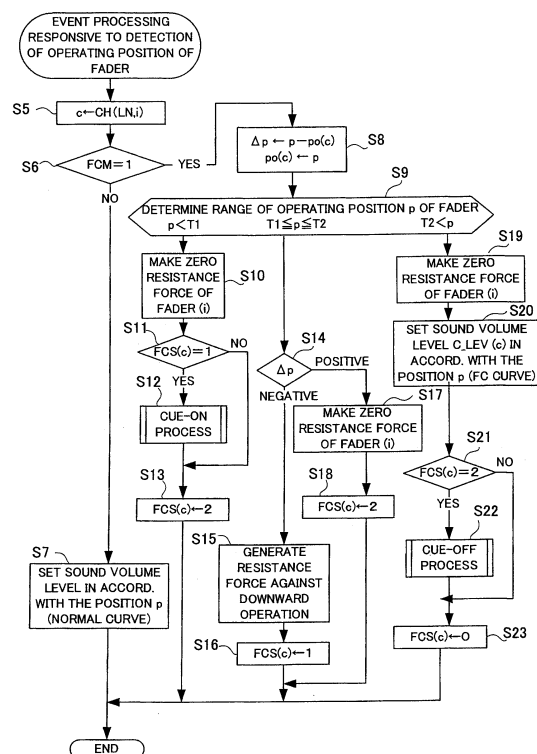 EVENT PROCESSING
RESPONSIVE TO DETECTION
OF OPERATING POSITION OF
FADER
S5
c←CH(LN,i)
S6
FCM=1
YES
NO
Δp ← p−po(c)
po(c) ← p
S8
S9
DETERMINE RANGE OF OPERATING POSITION p OF FADER
p<T1
T1≦p≦T2
T2<p
S10
MAKE ZERO
RESISTANCE
FORCE OF
FADER (i)
S11
FCS(c)=1
NO
YES
S12
CUE-ON
PROCESS
S13
FCS(c)←2
S14
Δp
POSITIVE
NEGATIVE
S17
MAKE ZERO
RESISTANCE FORCE
OF FADER (i)
S18
FCS(c)←2
S15
GENERATE
RESISTANCE
FORCE AGAINST
DOWNWARD
OPERATION
S16
FCS(c)←1
S19
MAKE ZERO
RESISTANCE FORCE
OF FADER (i)
S20
SET SOUND VOLUME
LEVEL C_LEV (c) IN
ACCORD. WITH THE
POSITION p (FC CURVE)
S21
FCS(c)=2
NO
YES
S22
CUE-OFF
PROCESS
FCS(c)←0
S23
S7
SET SOUND VOLUME
LEVEL IN ACCORD.
WITH THE POSITION p
(NORMAL CURVE)
END